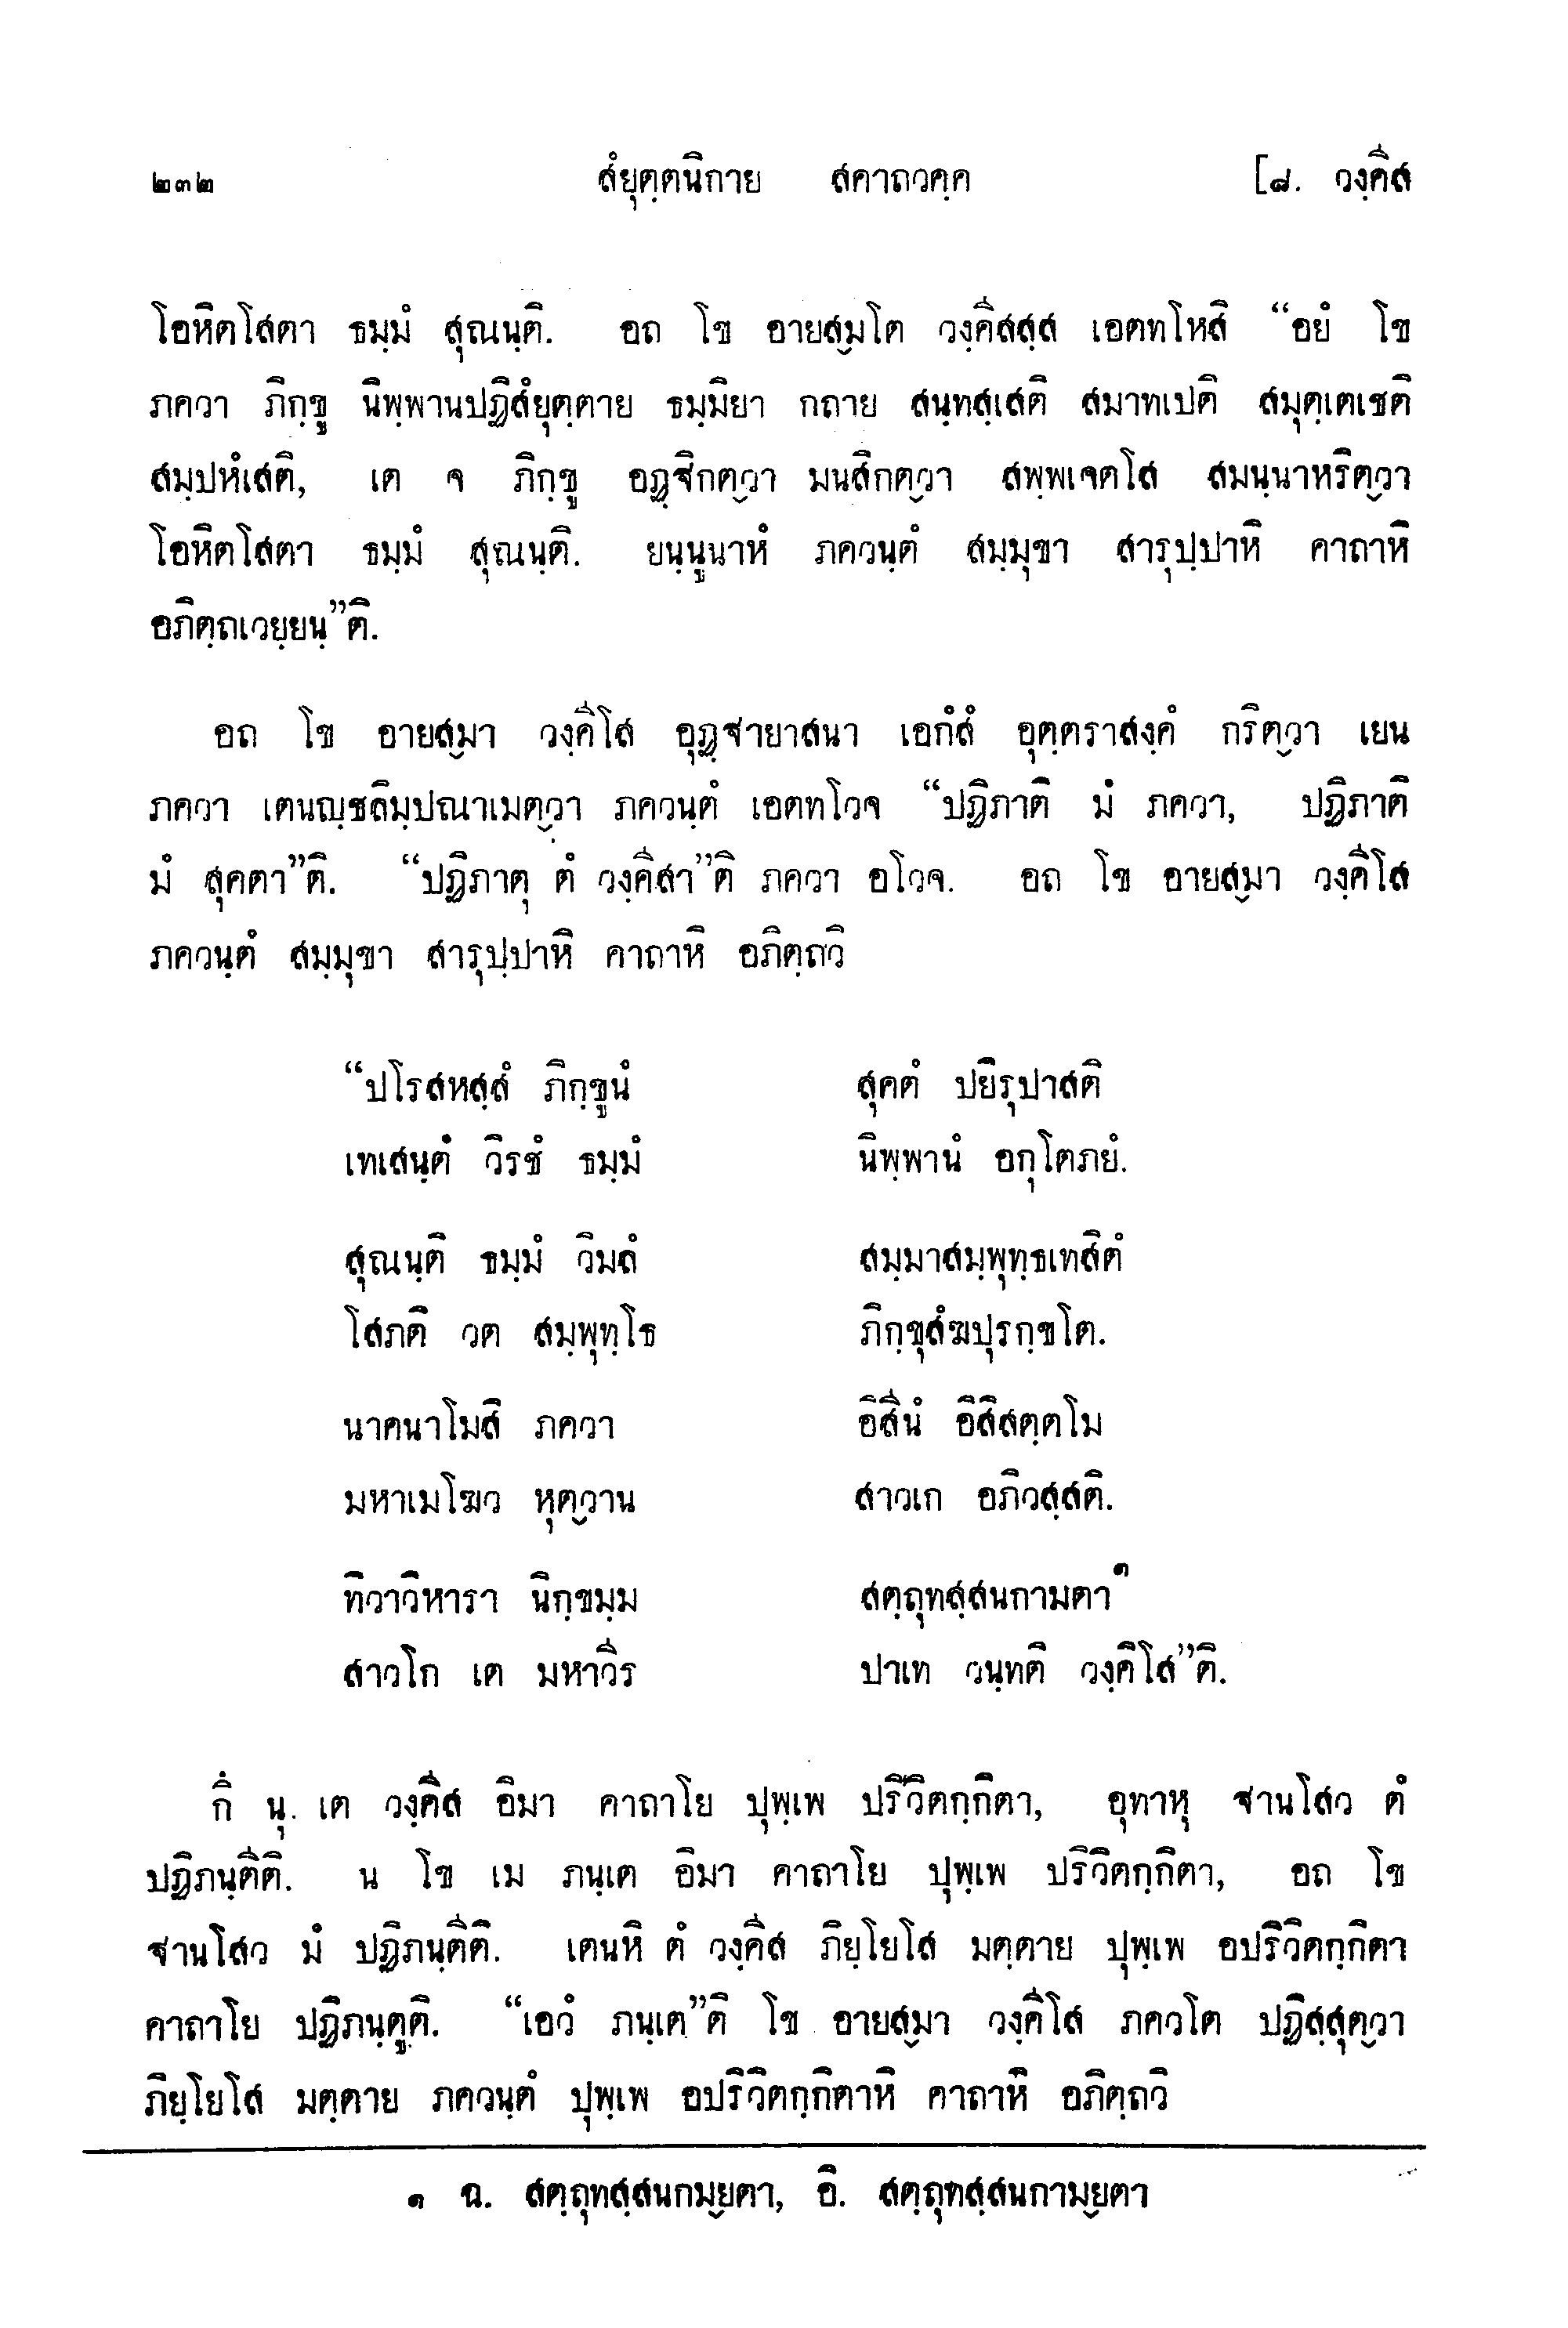 ๒๓๒ สํยุตฺตนิกาย สคาถวคฺค [๘. วงฺคีส
โอหิตโสตา ธมฺมํ สุณนฺติ. อถ โข อายสฺมโต วงฺคีสสฺส เอตทโหสิ “อยํ โข
ภควา ภิกฺขู นิพฺพานปฏิสํยุตฺตาย ธมฺมิยา กถาย สนฺทสฺเสติ สมาทเปติ สมุตฺเตเชติ
สมฺปหํเสติ, เต จ ภิกฺขู อฏฺฐิกตฺวา มนสิกตฺวา สพฺพเจตโส สมนฺนาหริตฺวา
โอหิตโสตา ธมฺมํ สุณนฺติ. ยนฺนูนาหํ ภควนฺตํ สมฺมุขา สารุปฺปาหิ คาถาหิ
อภิตฺถเวยฺยนฺ”ติ.
อถ โข อายสฺมา วงฺคีโส อุฏฺฐายาสนา เอกํสํ อุตฺตราสงฺคํ กริตฺวา เยน
ภควา เตนญฺชลิมฺปณาเมตฺวา ภควนฺตํ เอตทโวจ “ปฏิภาติ มํ ภควา, ปฏิภาติ
มํ สุคตา”ติ. “ปฏิภาตุ ตํ วงฺคีสา”ติ ภควา อโวจ. อถ โข อายสฺมา วงฺคีโส
ภควนฺตํ สมฺมุขา สารุปฺปาหิ คาถาหิ อภิตฺถวิ
“ปโรสหสฺสํ ภิกฺขูนํ สุคตํ ปยิรุปาสติ
เทเสนฺตํ วิรชํ ธมฺมํ นิพฺพานํ อกุโตภยํ.
สุณนฺติ ธมฺมํ วิมลํ สมฺมาสมฺพุทฺธเทสิตํ
โสภติ วต สมฺพุทฺโธ ภิกฺขุสํฆปุรกฺขโต.
นาคนาโมสิ ภควา อิสีนํ อิสิสตฺตโม
มหาเมโฆว หุตฺวาน สาวเก อภิวสฺสติ.
ทิวาวิหารา นิกฺขมฺม สตฺถุทสฺสนกามตา๑
สาวโก เต มหาวีร ปาเท วนฺทติ วงฺคีโส”ติ.
กึ นุ. เต วงฺคีส อิมา คาถาโย ปุพฺเพ ปริวิตกฺกิตา, อุทาหุ ฐานโสว ตํ
ปฏิภนฺตีติ. น โข เม ภนฺเต อิมา คาถาโย ปุพฺเพ ปริวิตกฺกิตา, อถ โข
ฐานโสว มํ ปฏิภนฺตีติ. เตนหิ ตํ วงฺคีส ภิยฺโยโส มตฺตาย ปุพฺเพ อปริวิตกฺกิตา
คาถาโย ปฏิภนฺตูติ. “เอวํ ภนฺเต”ติ โข อายสฺมา วงฺคีโส ภควโต ปฏิสฺสุตฺวา
ภิยฺโยโส มตฺตาย ภควนฺตํ ปุพฺเพ อปริวิตกฺกิตาหิ คาถาหิ อภิตฺถวิ
๑ ฉ. สตฺถุทสฺสนกมฺยตา, อิ. สตฺถุทสฺสนกามฺยตา